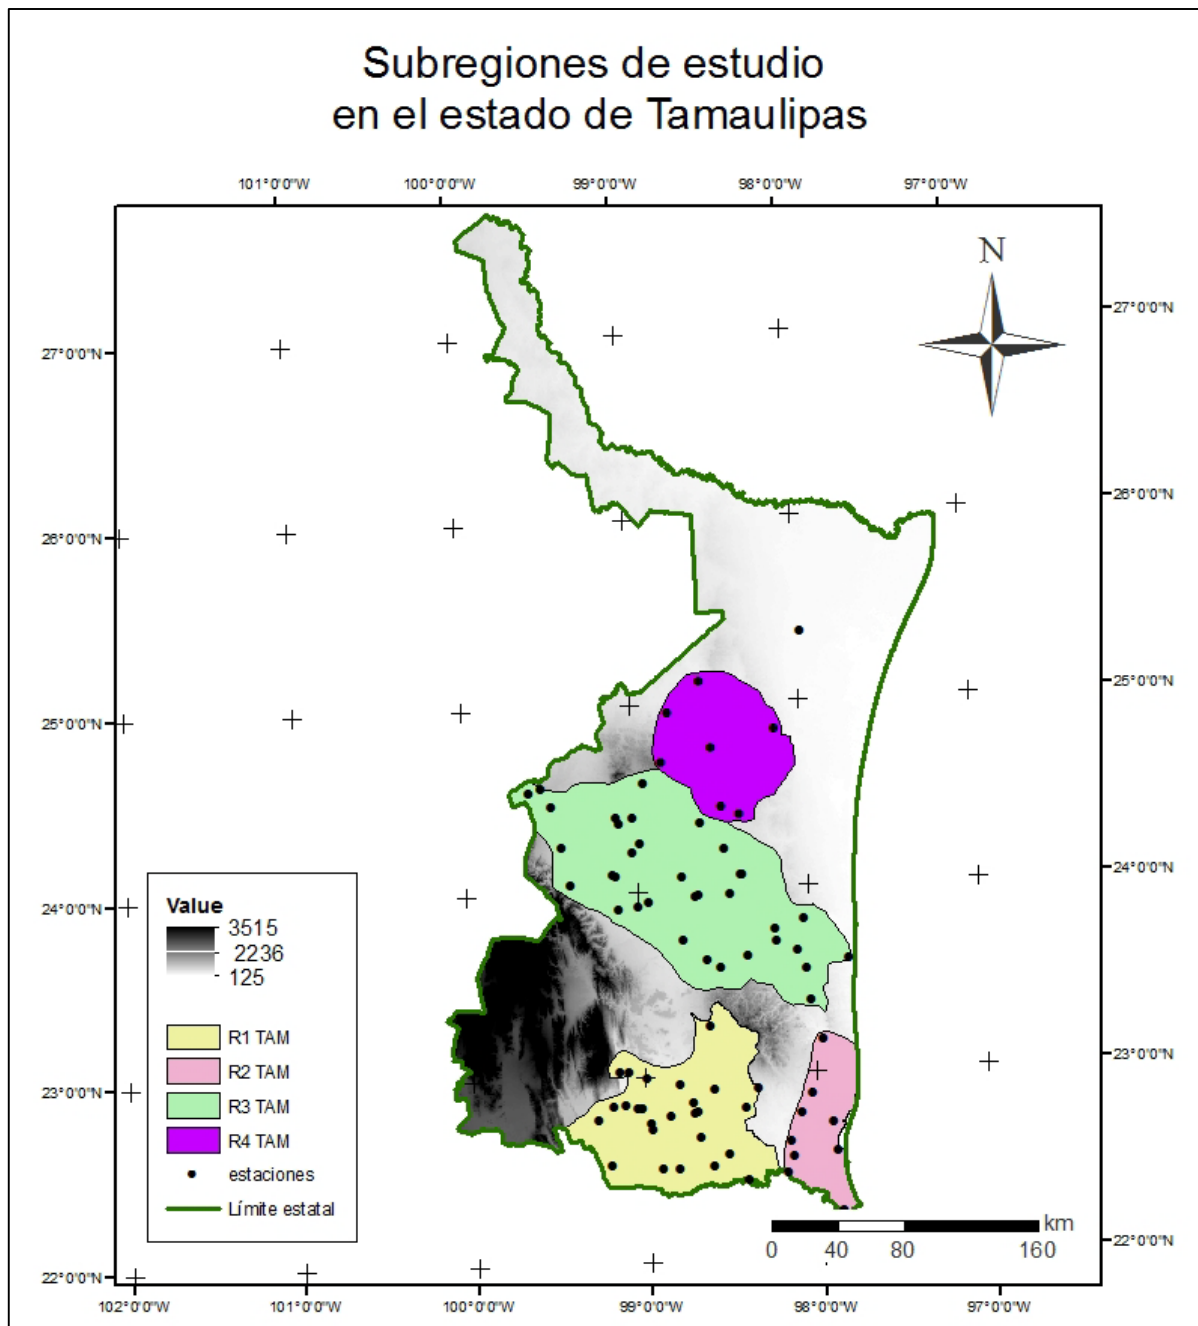 Subregiones de estudio
en el estado de Tamaulipas
101°0'0"W 100°0'0"W 99°0'0"W 98°0'0"W 97°0'0"W
N
27°0'0"N
27°0'0"N
26°0'0"N
26°0'0"N
25°0'0"N
25°0'0"N
24°0'0"N
24°0'0"N
23°0'0"N
23°0'0"N
22°0'0"N
22°0'0"N
Value
3515
2236
125
R1 TAM
R2 TAM
R3 TAM
R4 TAM
estaciones
Límite estatal
km
0 40 80 160
102°0'0"W 101°0'0"W 100°0'0"W 99°0'0"W 98°0'0"W 97°0'0"W